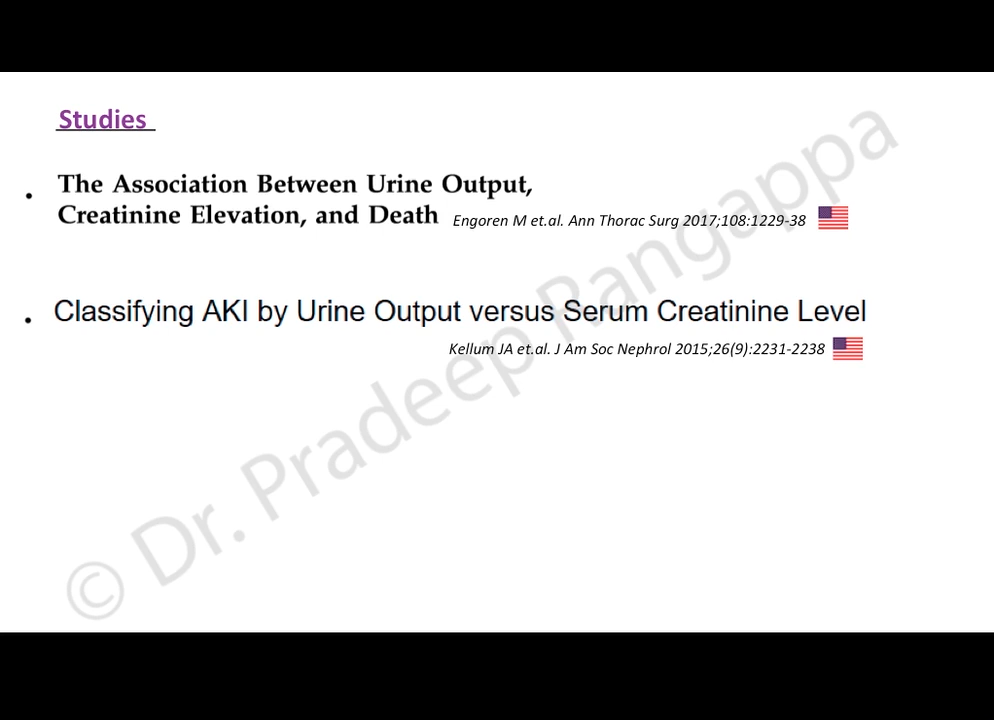 Studies
• The Association Between Urine Output,
Creatinine Elevation, and Death Engoren M et.al. Ann Thorac Surg 2017;108:1229-38
• Classifying AKI by Urine Output versus Serum Creatinine Level
Kellum JA et.al. J Am Soc Nephrol 2015;26(9):2231-2238
© Dr. Pradeep Rangappa